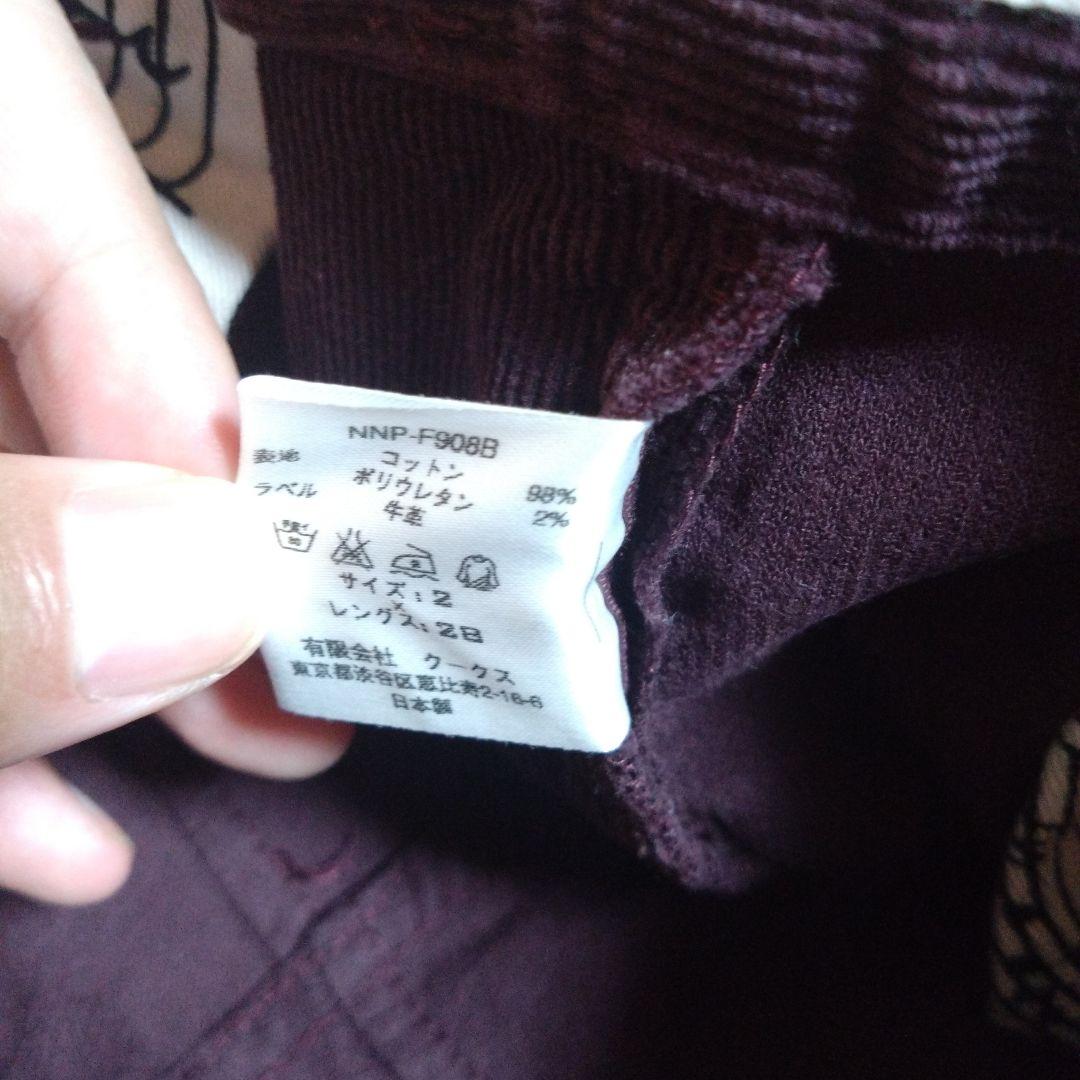 NNP-F908B
表地 コットン 98%
ポリウレタン 2%
ラベル 牛革
サイズ:2
×
レングス:28
有限会社 クークス
東京都渋谷区恵比寿2-16-6
日本製